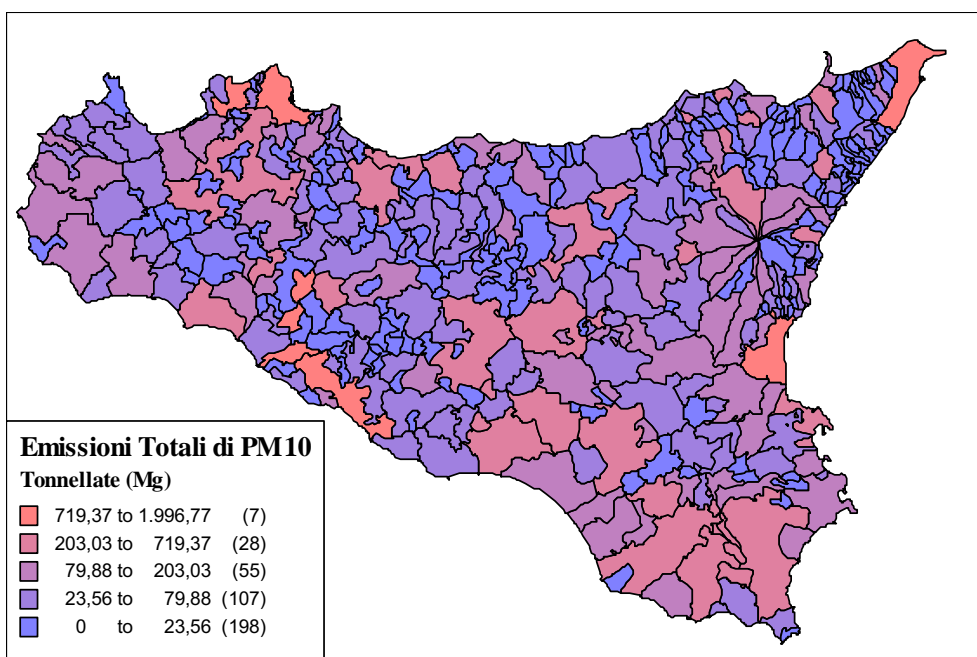 Emissioni Totali di PM10
Tonnellate (Mg)
719,37 to 1.996,77 (7)
203,03 to 719,37 (28)
79,88 to 203,03 (55)
23,56 to 79,88 (107)
0 to 23,56 (198)